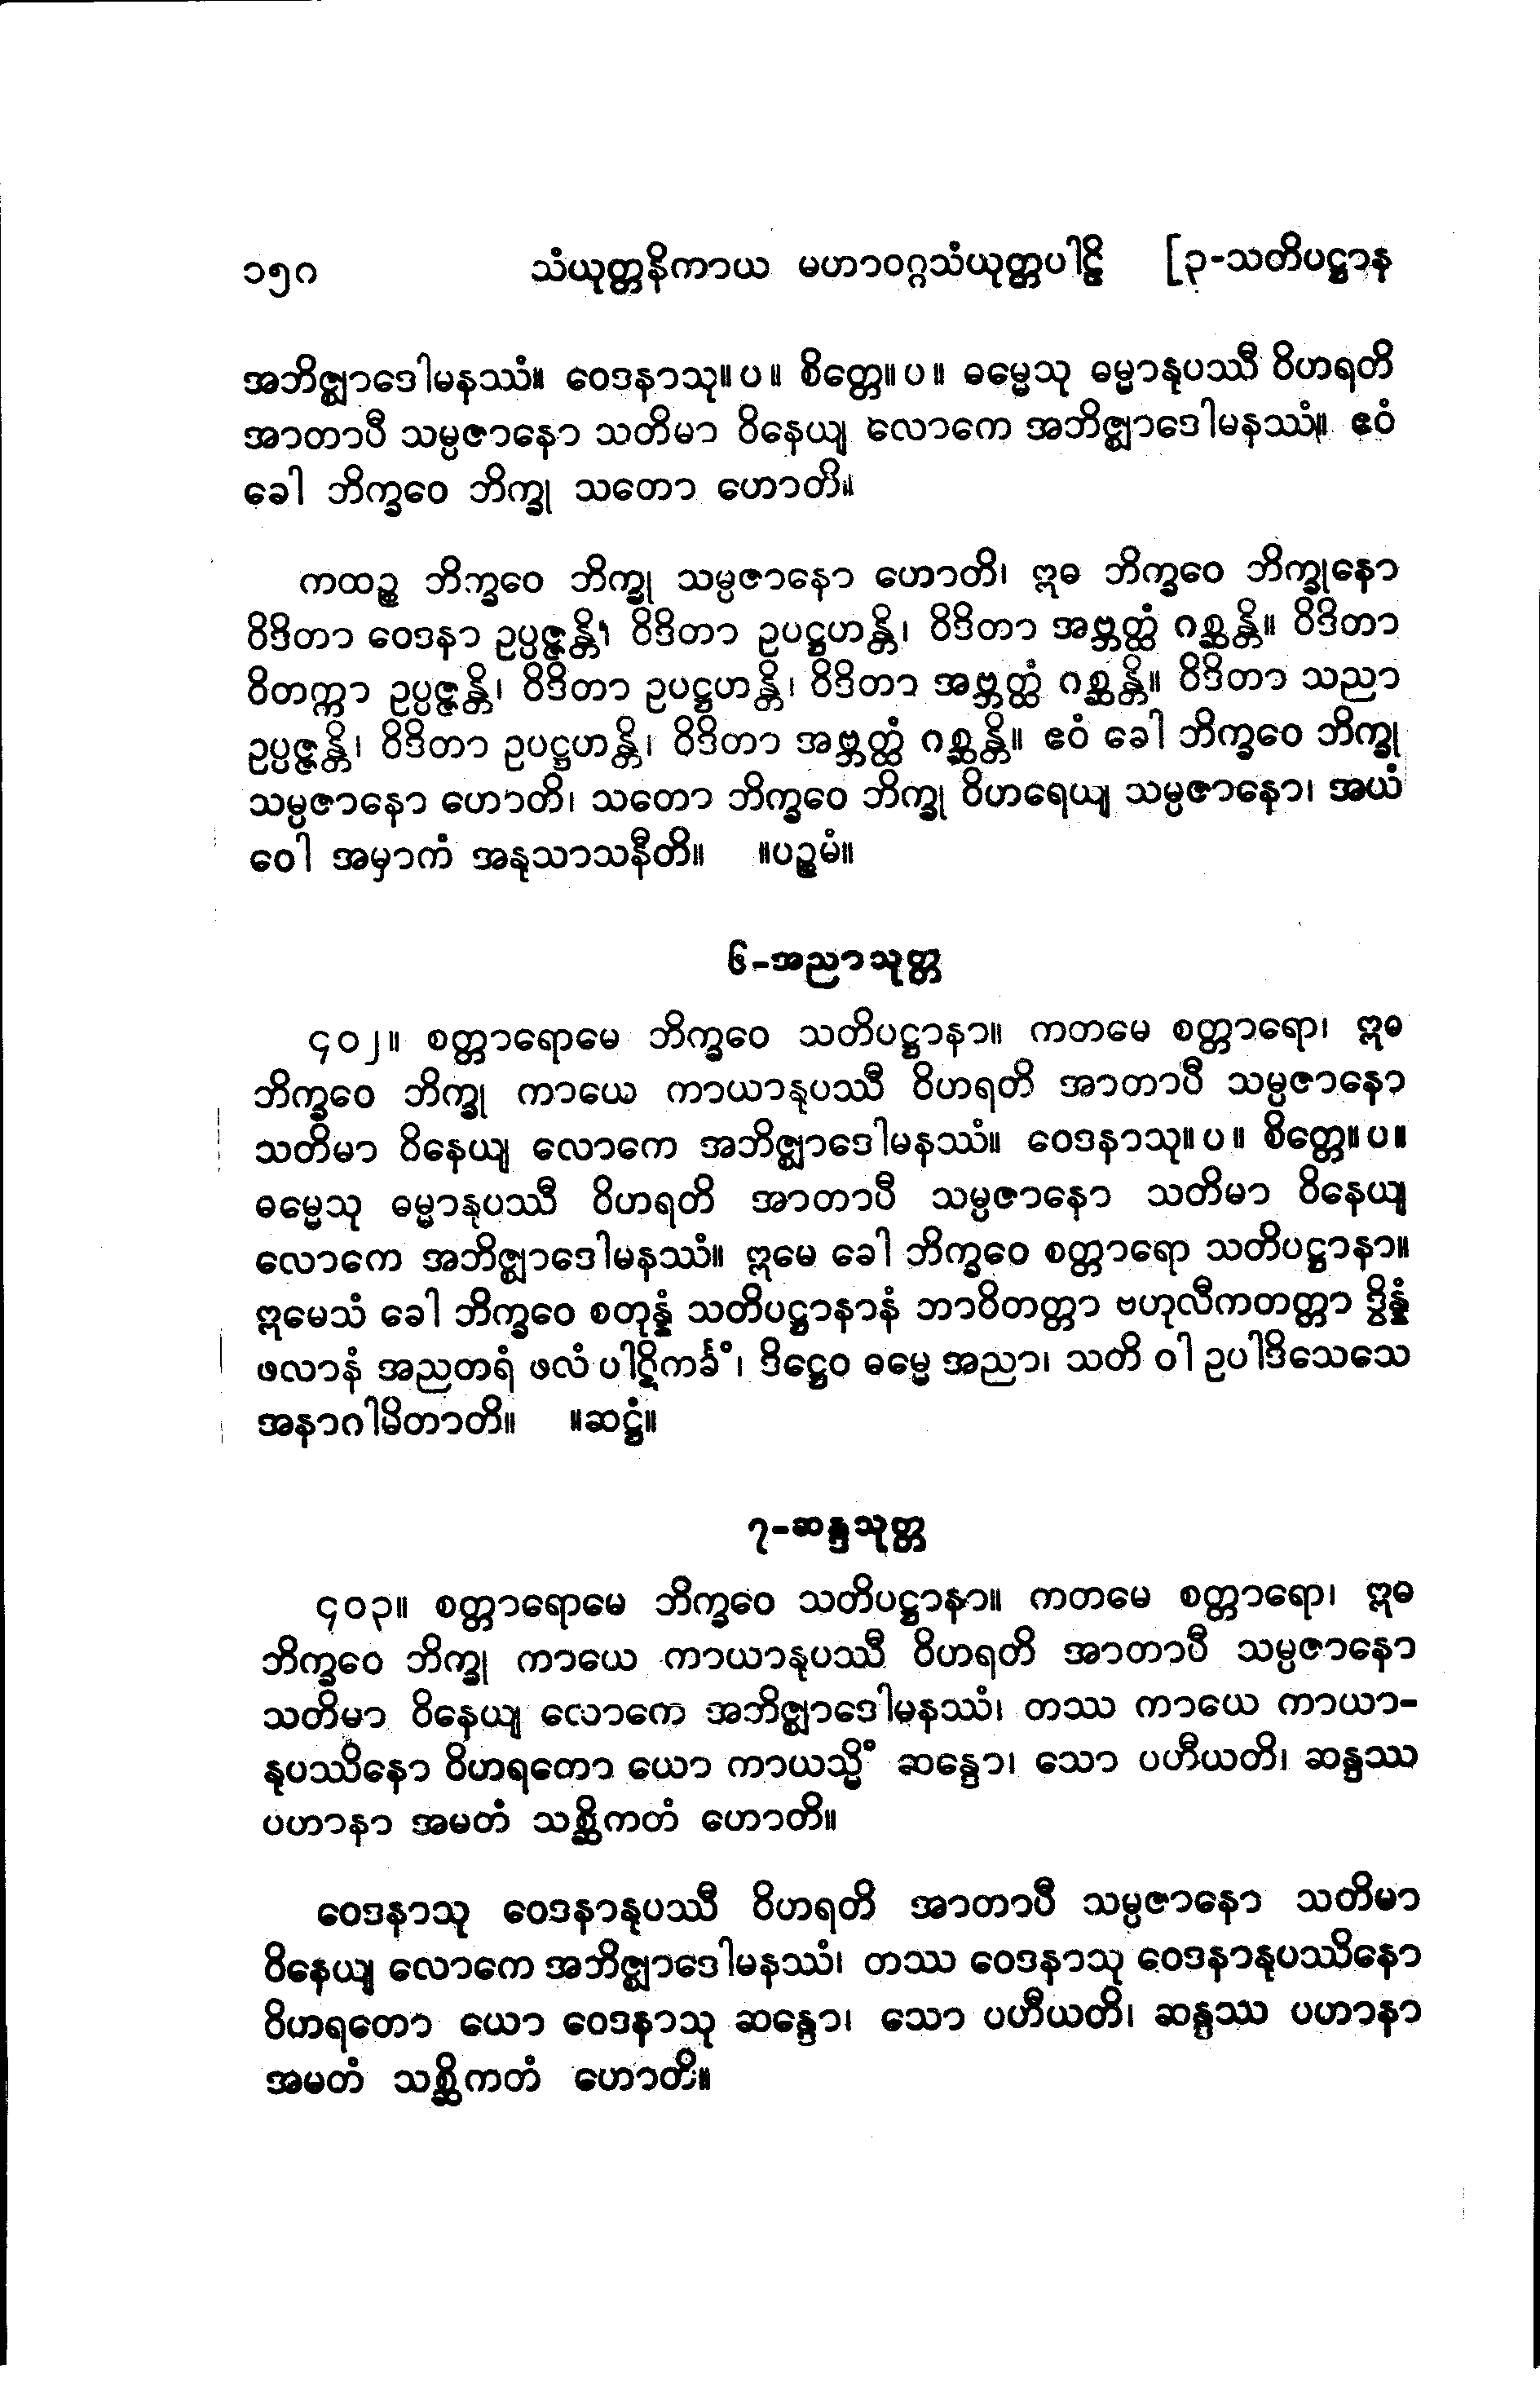 ၁၅၈ သံယုတ္တနိကာယ မဟာဝဂ္ဂသံယုတ္တပါဠိ [၃-သတိပဋ္ဌာန
အဘိဇ္ဈာဒေါမနဿံ။ ဝေဒနာသု။ပ။ စိတ္တေ။ပ။ ဓမ္မေသု ဓမ္မာနုပဿီ ဝိဟရတိ
အာတာပီ သမ္ပဇာနော သတိမာ ဝိနေယျ လောကေ အဘိဇ္ဈာဒေါမနဿံ။ ဧဝံ
ခေါ ဘိက္ခဝေ ဘိက္ခု သတော ဟောတိ။
ကထဉ္စ ဘိက္ခဝေ ဘိက္ခု သမ္ပဇာနော ဟောတိ၊ ဣဓ ဘိက္ခဝေ ဘိက္ခုနော
ဝိဒိတာ ဝေဒနာ ဥပ္ပဇ္ဇန္တိ၊ ဝိဒိတာ ဥပဋ္ဌဟန္တိ၊ ဝိဒိတာ အဗ္ဘတ္ထံ ဂစ္ဆန္တိ။ ဝိဒိတာ
ဝိတက္ကာ ဥပ္ပဇ္ဇန္တိ၊ ဝိဒိတာ ဥပဋ္ဌဟန္တိ၊ ဝိဒိတာ အဗ္ဘတ္ထံ ဂစ္ဆန္တိ။ ဝိဒိတာ သညာ
ဥပ္ပဇ္ဇန္တိ၊ ဝိဒိတာ ဥပဋ္ဌဟန္တိ၊ ဝိဒိတာ အဗ္ဘတ္ထံ ဂစ္ဆန္တိ။ ဧဝံ ခေါ ဘိက္ခဝေ ဘိက္ခု
သမ္ပဇာနော ဟောတိ၊ သတော ဘိက္ခဝေ ဘိက္ခု ဝိဟရေယျ သမ္ပဇာနော၊ အယံ
ဝေါ အမှာကံ အနုသာသနီတိ။ ။ပဉ္စမံ။
၆-အညာသုတ္တ
၄၀၂။ စတ္တာရောမေ ဘိက္ခဝေ သတိပဋ္ဌာနာ။ ကတမေ စတ္တာရော၊ ဣဓ
ဘိက္ခဝေ ဘိက္ခု ကာယေ ကာယာနုပဿီ ဝိဟရတိ အာတာပီ သမ္ပဇာနော
သတိမာ ဝိနေယျ လောကေ အဘိဇ္ဈာဒေါမနဿံ။ ဝေဒနာသု။ပ။ စိတ္တေ။ပ။
ဓမ္မေသု ဓမ္မာနုပဿီ ဝိဟရတိ အာတာပီ သမ္ပဇာနော သတိမာ ဝိနေယျ
လောကေ အဘိဇ္ဈာဒေါမနဿံ။ ဣမေ ခေါ ဘိက္ခဝေ စတ္တာရော သတိပဋ္ဌာနာ။
ဣမေသံ ခေါ ဘိက္ခဝေ စတုန္နံ သတိပဋ္ဌာနာနံ ဘာဝိတတ္တာ ဗဟုလီကတတ္တာ ဒွိန္နံ
ဖလာနံ အညတရံ ဖလံ ပါဋိကင်္ခံ၊ ဒိဋ္ဌေဝ ဓမ္မေ အညာ၊ သတိ ဝါ ဥပါဒိသေသေ
အနာဂါမိတာတိ။ ။ဆဋ္ဌံ။
၇-ဆန္ဒသုတ္တ
၄၀၃။ စတ္တာရောမေ ဘိက္ခဝေ သတိပဋ္ဌာနာ။ ကတမေ စတ္တာရော၊ ဣဓ
ဘိက္ခဝေ ဘိက္ခု ကာယေ ကာယာနုပဿီ ဝိဟရတိ အာတာပီ သမ္ပဇာနော
သတိမာ ဝိနေယျ လောကေ အဘိဇ္ဈာဒေါမနဿံ၊ တဿ ကာယေ ကာယာ-
နုပဿိနော ဝိဟရတော ယော ကာယသ္မိံ ဆန္ဒော၊ သော ပဟီယတိ၊ ဆန္ဒဿ
ပဟာနာ အမတံ သစ္ဆိကတံ ဟောတိ။
ဝေဒနာသု ဝေဒနာနုပဿီ ဝိဟရတိ အာတာပီ သမ္ပဇာနော သတိမာ
ဝိနေယျ လောကေ အဘိဇ္ဈာဒေါမနဿံ၊ တဿ ဝေဒနာသု ဝေဒနာနုပဿိနော
ဝိဟရတော ယော ဝေဒနာသု ဆန္ဒော၊ သော ပဟီယတိ၊ ဆန္ဒဿ ပဟာနာ
အမတံ သစ္ဆိကတံ ဟောတိ။